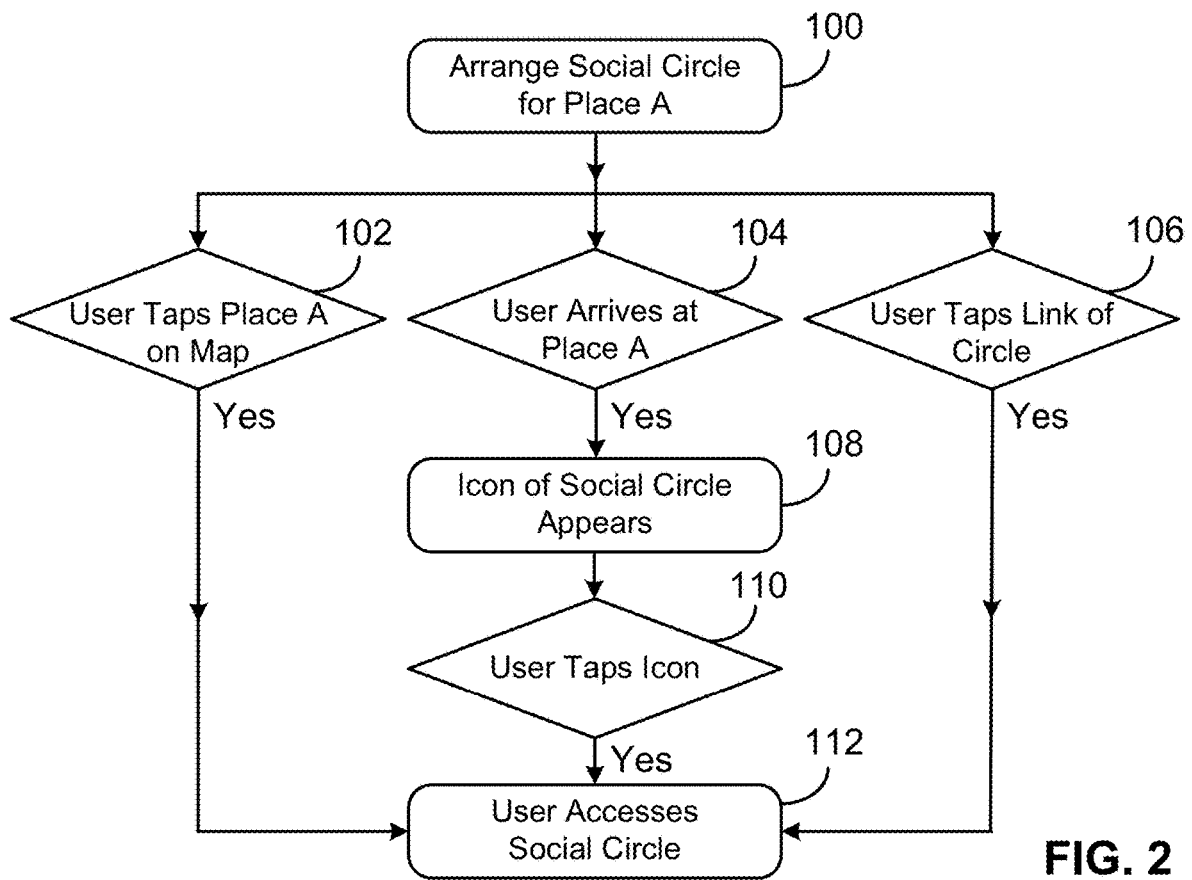 100
Arrange Social Circle
for Place A
102
104
106
User Taps Place A
on Map
User Arrives at
Place A
User Taps Link of
Circle
Yes
Yes
Yes
108
Icon of Social Circle
Appears
110
User Taps Icon
Yes
112
User Accesses
Social Circle
FIG. 2